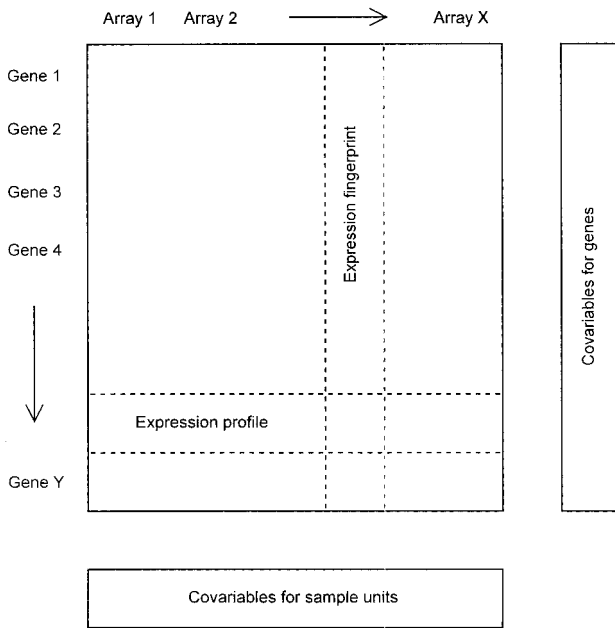 Array 1 Array 2 Array X
Gene 1
Gene 2
Gene 3
Gene 4
Expression fingerprint
Covariables for genes
Expression profile
Gene Y
Covariables for sample units